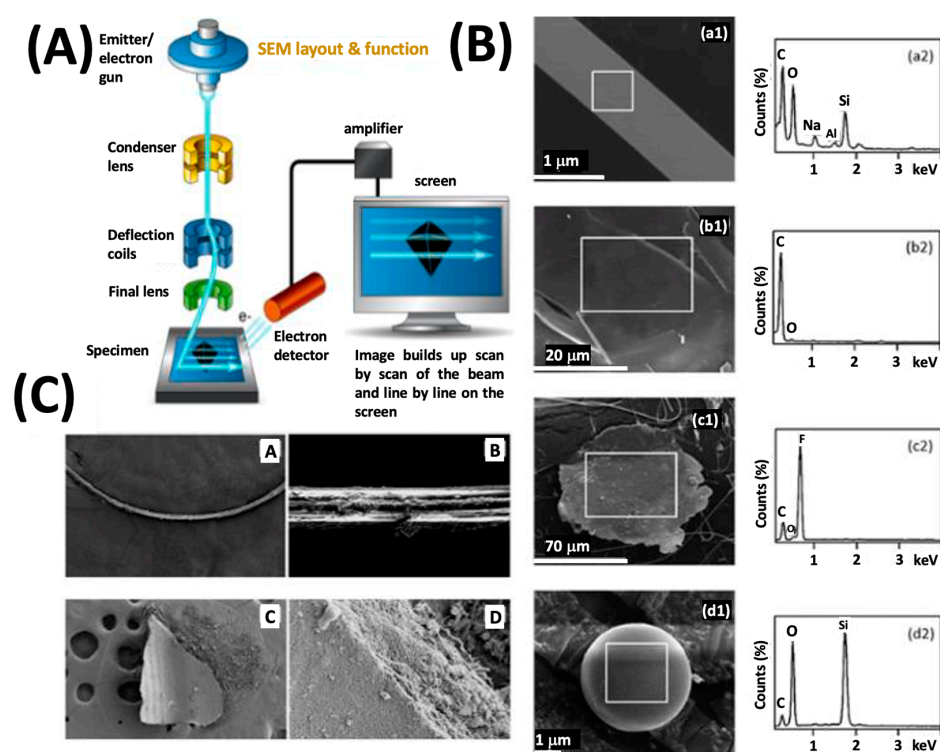 (A)
Emitter/
electron
gun
SEM layout & function
Condenser
lens
amplifier
screen
Deflection
coils
Final lens
e-
Electron
detector
Specimen
Image builds up scan
by scan of the beam
and line by line on the
screen
(B)
(a1)
1 μm
(a2)
Counts (%)
C
O
Na
Al
Si
1 2 3 keV
(b1)
20 μm
(b2)
Counts (%)
C
O
1 2 3 keV
(c1)
70 μm
(c2)
Counts (%)
C
O
F
1 2 3 keV
(d1)
1 μm
(d2)
Counts (%)
C
O
Si
1 2 3 keV
(C)
A
B
C
D